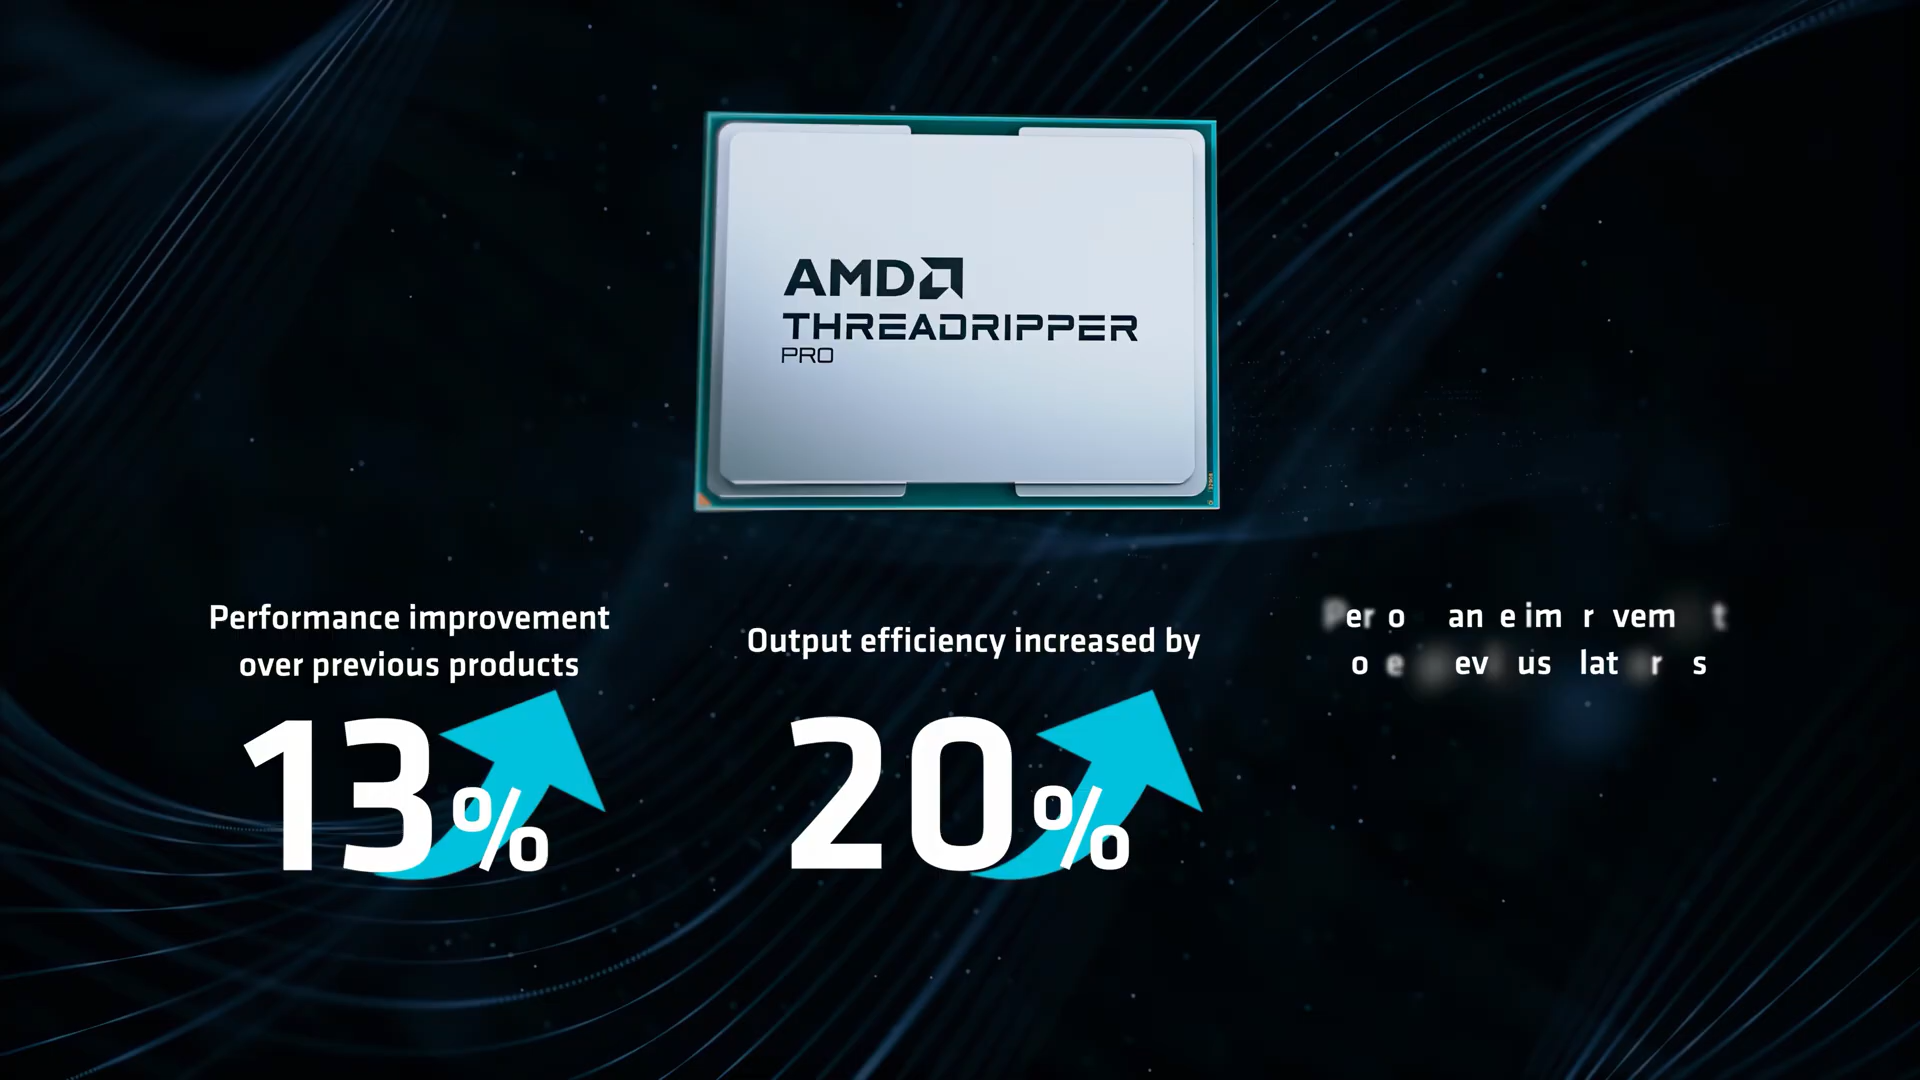 AMD
THREADRIPPER
PRO
Performance improvement
over previous products
13%
Output efficiency increased by
20%